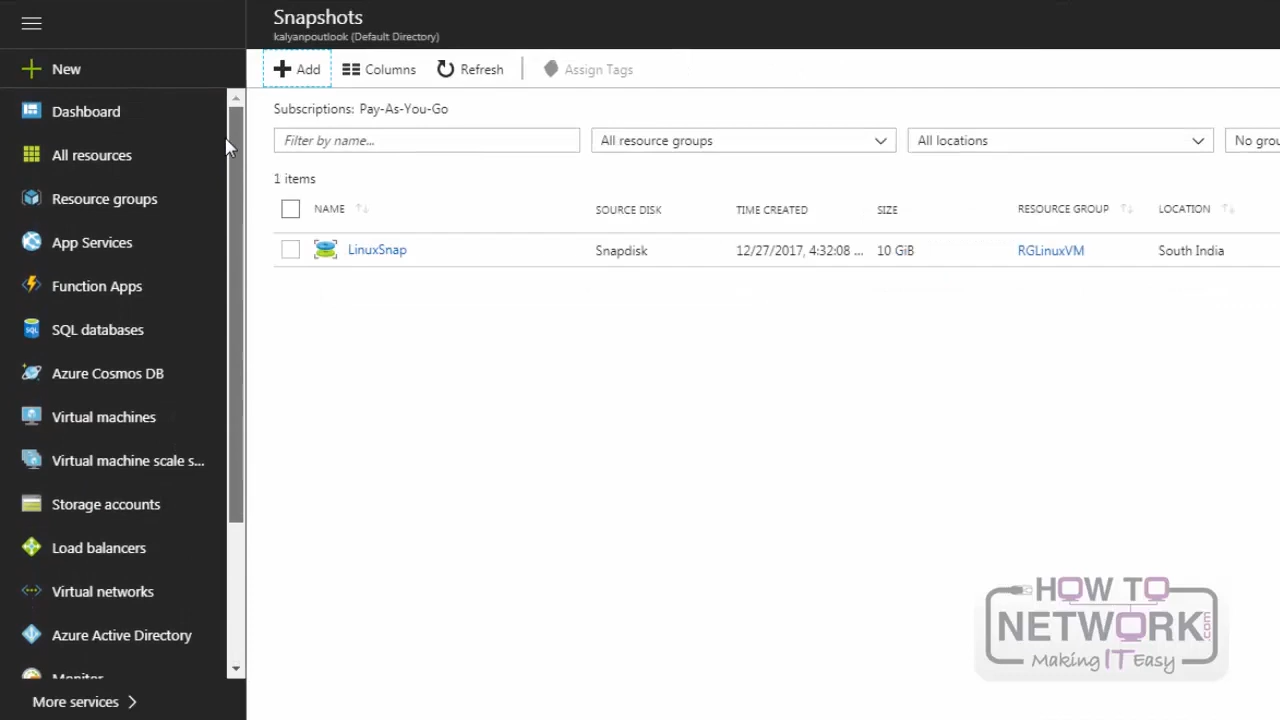 Snapshots
kalyanpoutlook (Default Directory)
New
Add Columns Refresh Assign Tags
Dashboard
All resources
Resource groups
App Services
Function Apps
SQL databases
Azure Cosmos DB
Virtual machines
Virtual machine scale s...
Storage accounts
Load balancers
Virtual networks
Azure Active Directory
Monitor
More services
Subscriptions: Pay-As-You-Go
Filter by name... All resource groups All locations No grou
1 items
NAME SOURCE DISK TIME CREATED SIZE RESOURCE GROUP LOCATION
LinuxSnap Snapdisk 12/27/2017, 4:32:08 ... 10 GiB RGLinuxVM South India
HOW TO
NETWORK.com
Making IT Easy